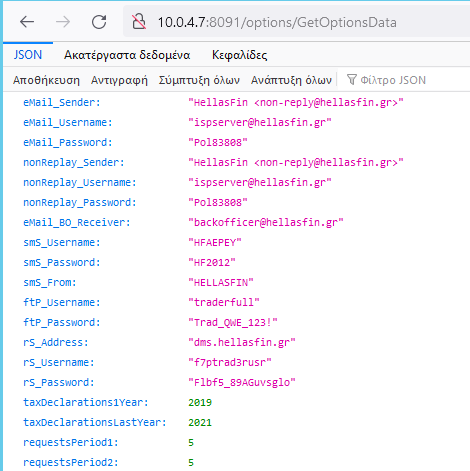 10.0.4.7:8091/options/GetOptionsData
JSON Ακατέργαστα δεδομένα Κεφαλίδες
Αποθήκευση Αντιγραφή Σύμπτυξη όλων Ανάπτυξη όλων Φίλτρο JSON
eMail_Sender: "HellasFin <non-reply@hellasfin.gr>"
eMail_Username: "ispserver@hellasfin.gr"
eMail_Password: "Pol83808"
nonReplay_Sender: "HellasFin <non-reply@hellasfin.gr>"
nonReplay_Username: "ispserver@hellasfin.gr"
nonReplay_Password: "Pol83808"
eMail_BO_Receiver: "backofficer@hellasfin.gr"
smS_Username: "HFAEPEY"
smS_Password: "HF2012"
smS_From: "HELLASFIN"
ftP_Username: "traderfull"
ftP_Password: "Trad_QWE_123!"
rS_Address: "dms.hellasfin.gr"
rS_Username: "f7ptrad3rusr"
rS_Password: "Flbf5_89AGuvsglo"
taxDeclarations1Year: 2019
taxDeclarationsLastYear: 2021
requestsPeriod1: 5
requestsPeriod2: 5